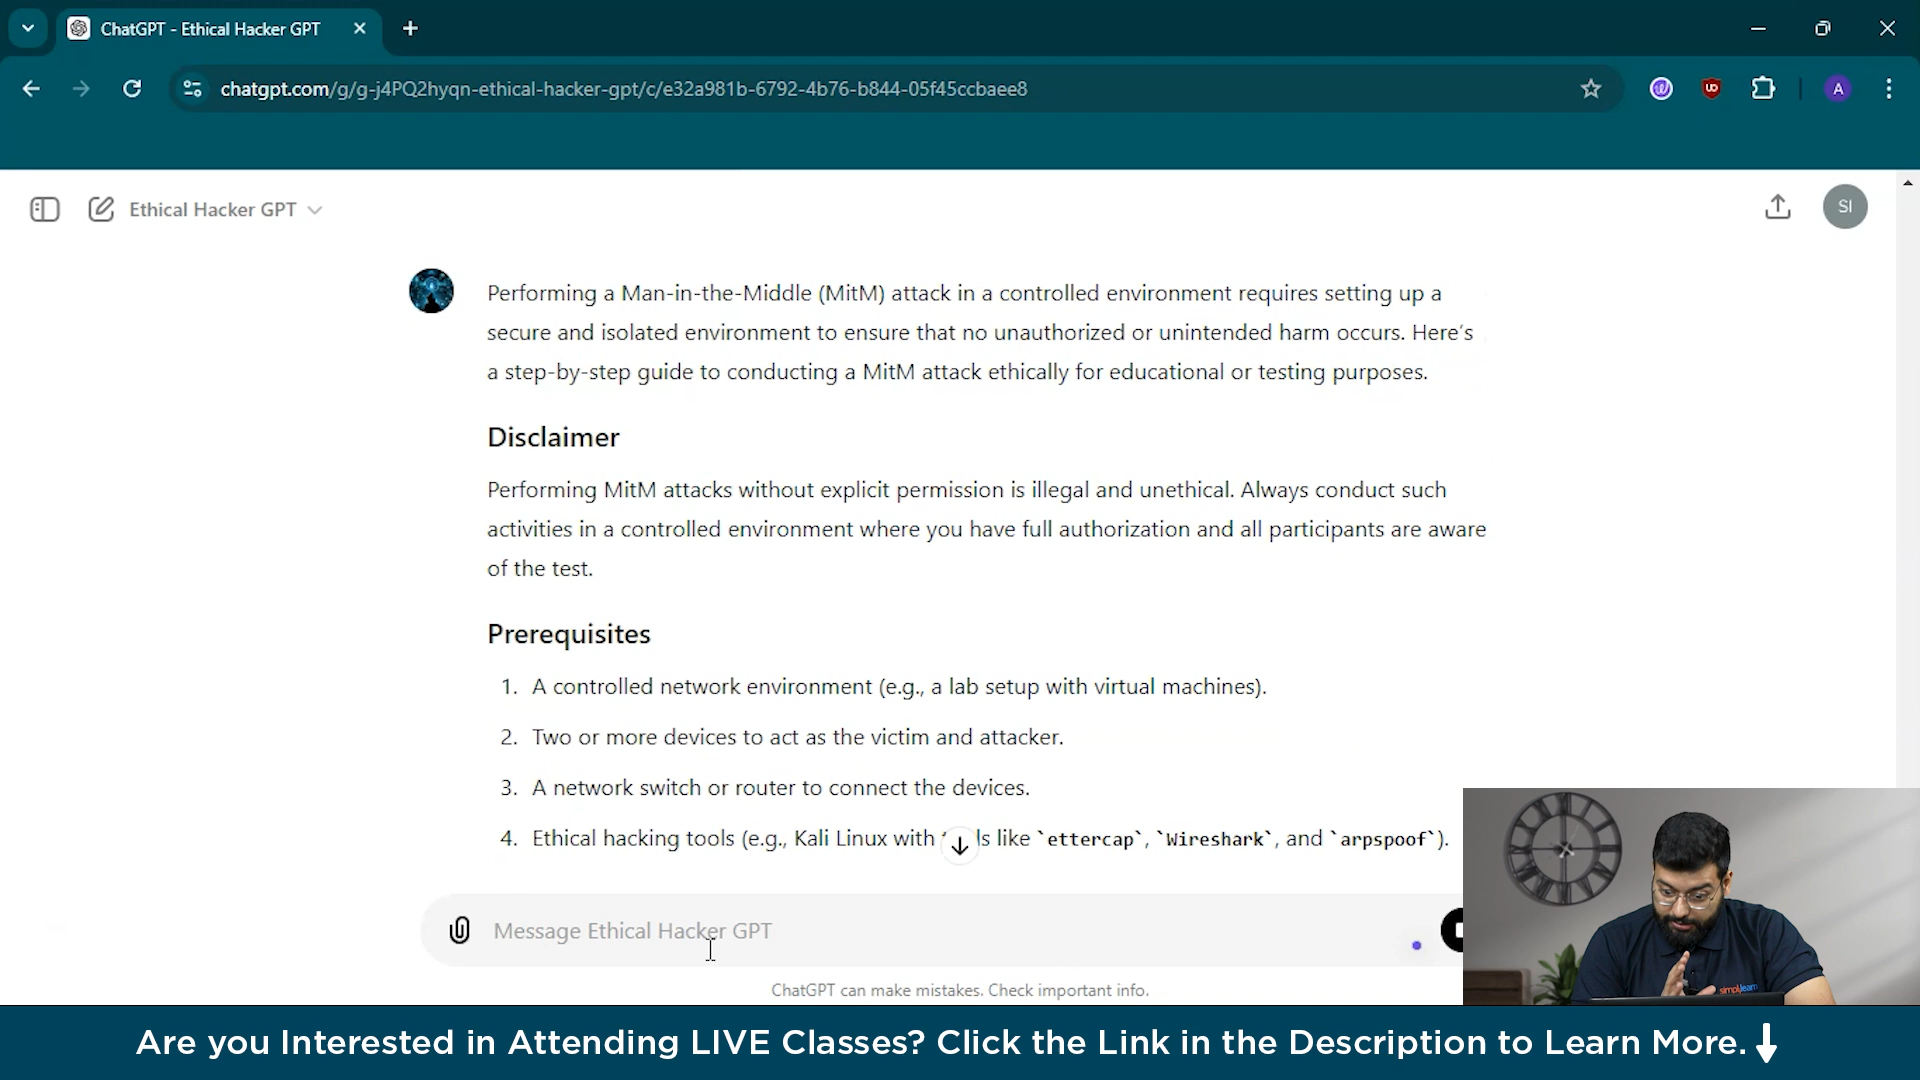 ChatGPT - Ethical Hacker GPT
chatgpt.com/g/g-j4PQ2hyqn-ethical-hacker-gpt/c/e32a981b-6792-4b76-b844-05f45ccbaee8
A
Ethical Hacker GPT
SI
Performing a Man-in-the-Middle (MitM) attack in a controlled environment requires setting up a
secure and isolated environment to ensure that no unauthorized or unintended harm occurs. Here's
a step-by-step guide to conducting a MitM attack ethically for educational or testing purposes.
Disclaimer
Performing MitM attacks without explicit permission is illegal and unethical. Always conduct such
activities in a controlled environment where you have full authorization and all participants are aware
of the test.
Prerequisites
1. A controlled network environment (e.g., a lab setup with virtual machines).
2. Two or more devices to act as the victim and attacker.
3. A network switch or router to connect the devices.
4. Ethical hacking tools (e.g., Kali Linux with like `ettercap`, `Wireshark`, and `arpspoof`).
Message Ethical Hacker GPT
ChatGPT can make mistakes. Check important info.
simplilearn
Are you Interested in Attending LIVE Classes? Click the Link in the Description to Learn More.